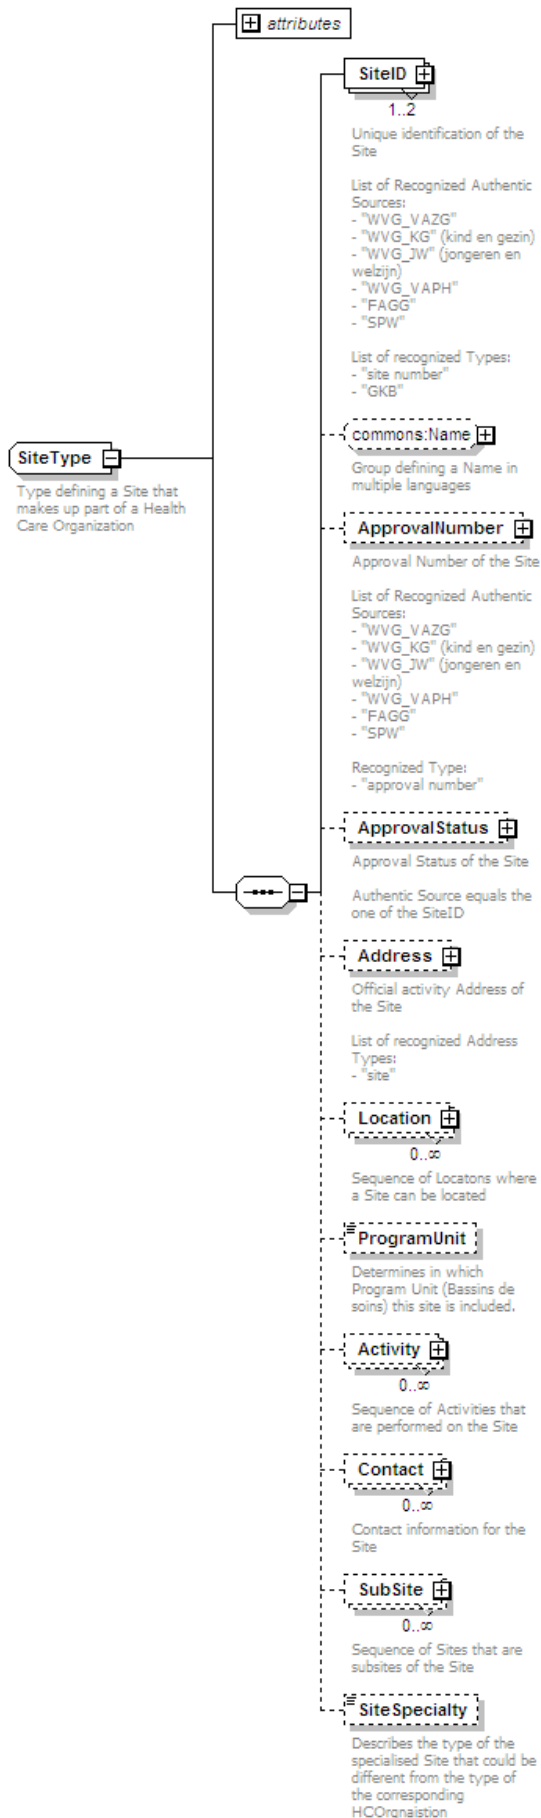 attributes
SiteID
1..2
Unique identification of the
Site
List of Recognized Authentic
Sources:
- "WVG_VAZG"
- "WVG_KG" (kind en gezin)
- "WVG_JW" (jongeren en
welzijn)
- "WVG_VAPH"
- "FAGG"
- "SPW"
List of recognized Types:
- "site number"
- "GKB"
commons:Name
Group defining a Name in
multiple languages
SiteType
Type defining a Site that
makes up part of a Health
Care Organization
ApprovalNumber
Approval Number of the Site
List of Recognized Authentic
Sources:
- "WVG_VAZG"
- "WVG_KG" (kind en gezin)
- "WVG_JW" (jongeren en
welzijn)
- "WVG_VAPH"
- "FAGG"
- "SPW"
Recognized Type:
- "approval number"
ApprovalStatus
Approval Status of the Site
Authentic Source equals the
one of the SiteID
Address
Official activity Address of
the Site
List of recognized Address
Types:
- "site"
Location
0..∞
Sequence of Locatons where
a Site can be located
ProgramUnit
Determines in which
Program Unit (Bassins de
soins) this site is included.
Activity
0..∞
Sequence of Activities that
are performed on the Site
Contact
0..∞
Contact information for the
Site
SubSite
0..∞
Sequence of Sites that are
subsites of the Site
SiteSpecialty
Describes the type of the
specialised Site that could be
different from the type of
the corresponding
HCOrgnaistion